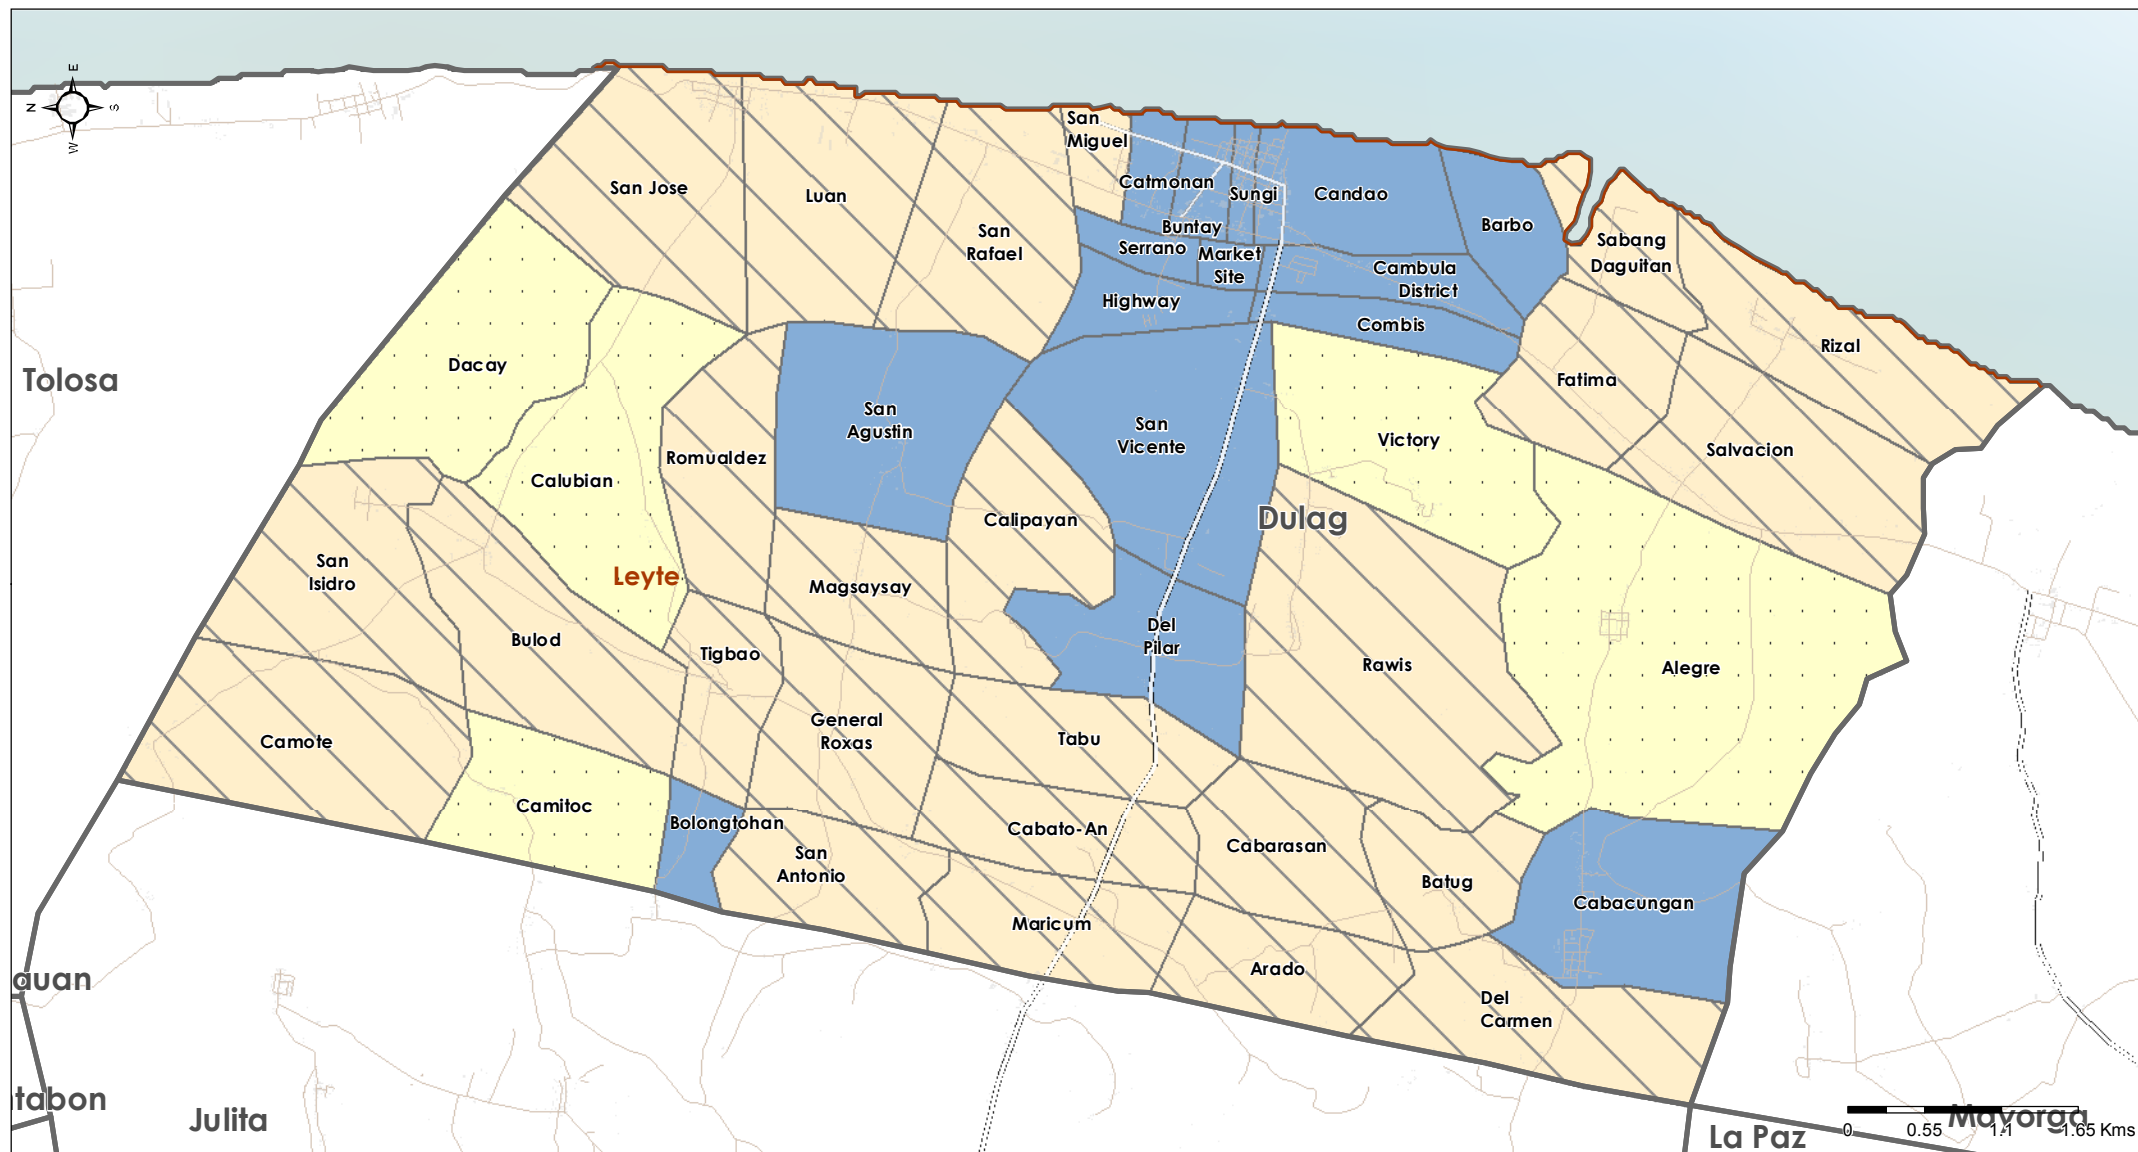 E
N
S
W
San
Miguel
San Jose
Luan
Catmonan
Sungi
Candao
San
Rafael
Buntay
Barbo
Serrano
Market
Site
Sabang
Daguitan
Cambula
District
Highway
Combis
Rizal
Dacay
Tolosa
Fatima
San
Agustin
San
Vicente
Victory
Salvacion
Romualdez
Calubian
Calipayan
Dulag
San
Isidro
Leyte
Magsaysay
Bulod
Tigbao
Del
Pilar
Rawis
Alegre
General
Roxas
Camote
Tabu
Camitoc
Bolongtohan
Cabato-An
San
Antonio
Cabarasan
Batug
Cabacungan
Maricum
Arado
auan
Del
Carmen
tabon
Julita
La Paz
Mayorga
0
0.55
1.1
1.65 Kms